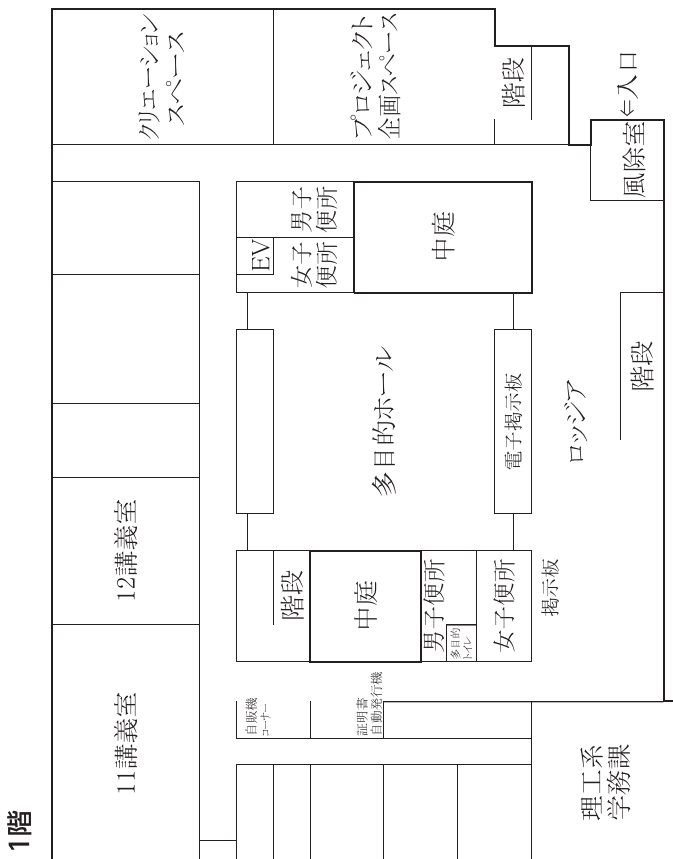 1階
11講義室
12講義室
クリエーション
スペース
自販機
コーナー
階段
EV
男子
便所
女子
便所
証明書
自動発行機
中庭
多目的ホール
プロジェクト
企画スペース
男子便所
多目的
トイレ
女子便所
電子掲示板
中庭
階段
掲示板
ロッジア
理工系
学務課
階段
風除室
⇐入口